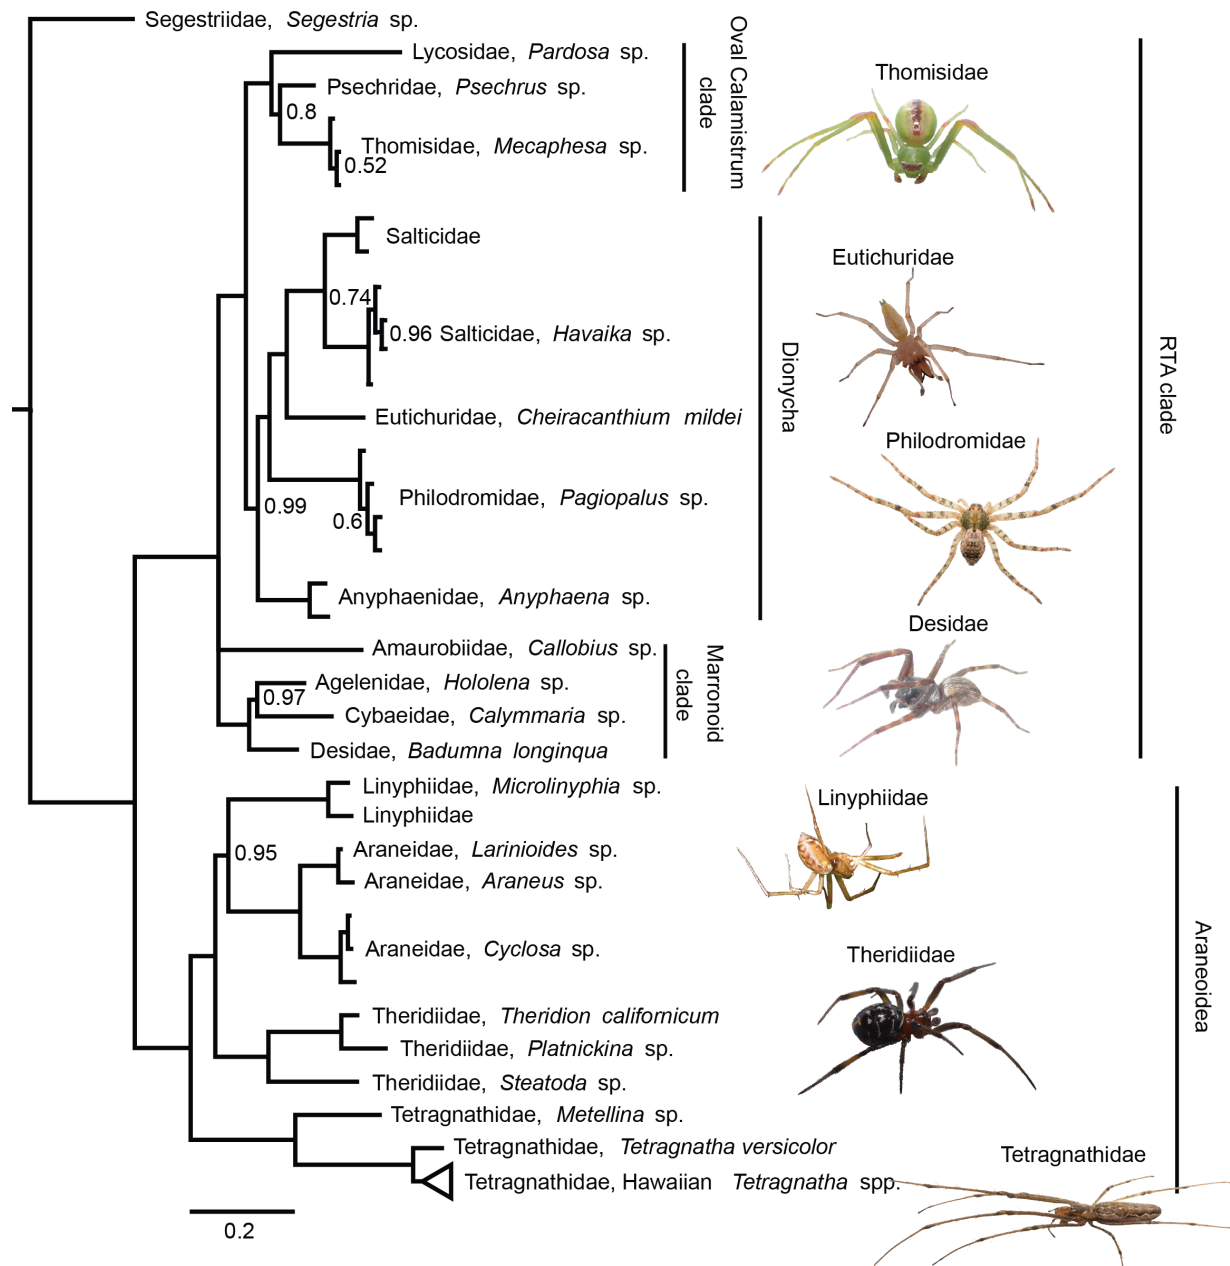 Segestriidae, Segestria sp.
Lycosidae, Pardosa sp.
Psechridae, Psechrus sp.
0.8
Thomisidae, Mecaphesa sp.
0.52
Oval Calamistrum
clade
Thomisidae
Salticidae
0.74
0.96 Salticidae, Havaika sp.
Eutichuridae
Eutichuridae, Cheiracanthium mildei
Dionycha
RTA clade
Philodromidae
Philodromidae, Pagiopalus sp.
0.99
0.6
Anyphaenidae, Anyphaena sp.
Desidae
Amaurobiidae, Callobius sp.
Agelenidae, Hololena sp.
0.97
Cybaeidae, Calymmaria sp.
Desidae, Badumna longinqua
Marronoid
clade
Linyphiidae, Microlinyphia sp.
Linyphiidae
Linyphiidae
0.95
Araneidae, Larinioides sp.
Araneidae, Araneus sp.
Araneidae, Cyclosa sp.
Theridiidae
Araneoidea
Theridiidae, Theridion californicum
Theridiidae, Platnickina sp.
Theridiidae, Steatoda sp.
Tetragnathidae, Metellina sp.
Tetragnathidae, Tetragnatha versicolor
Tetragnathidae
Tetragnathidae, Hawaiian Tetragnatha spp.
0.2